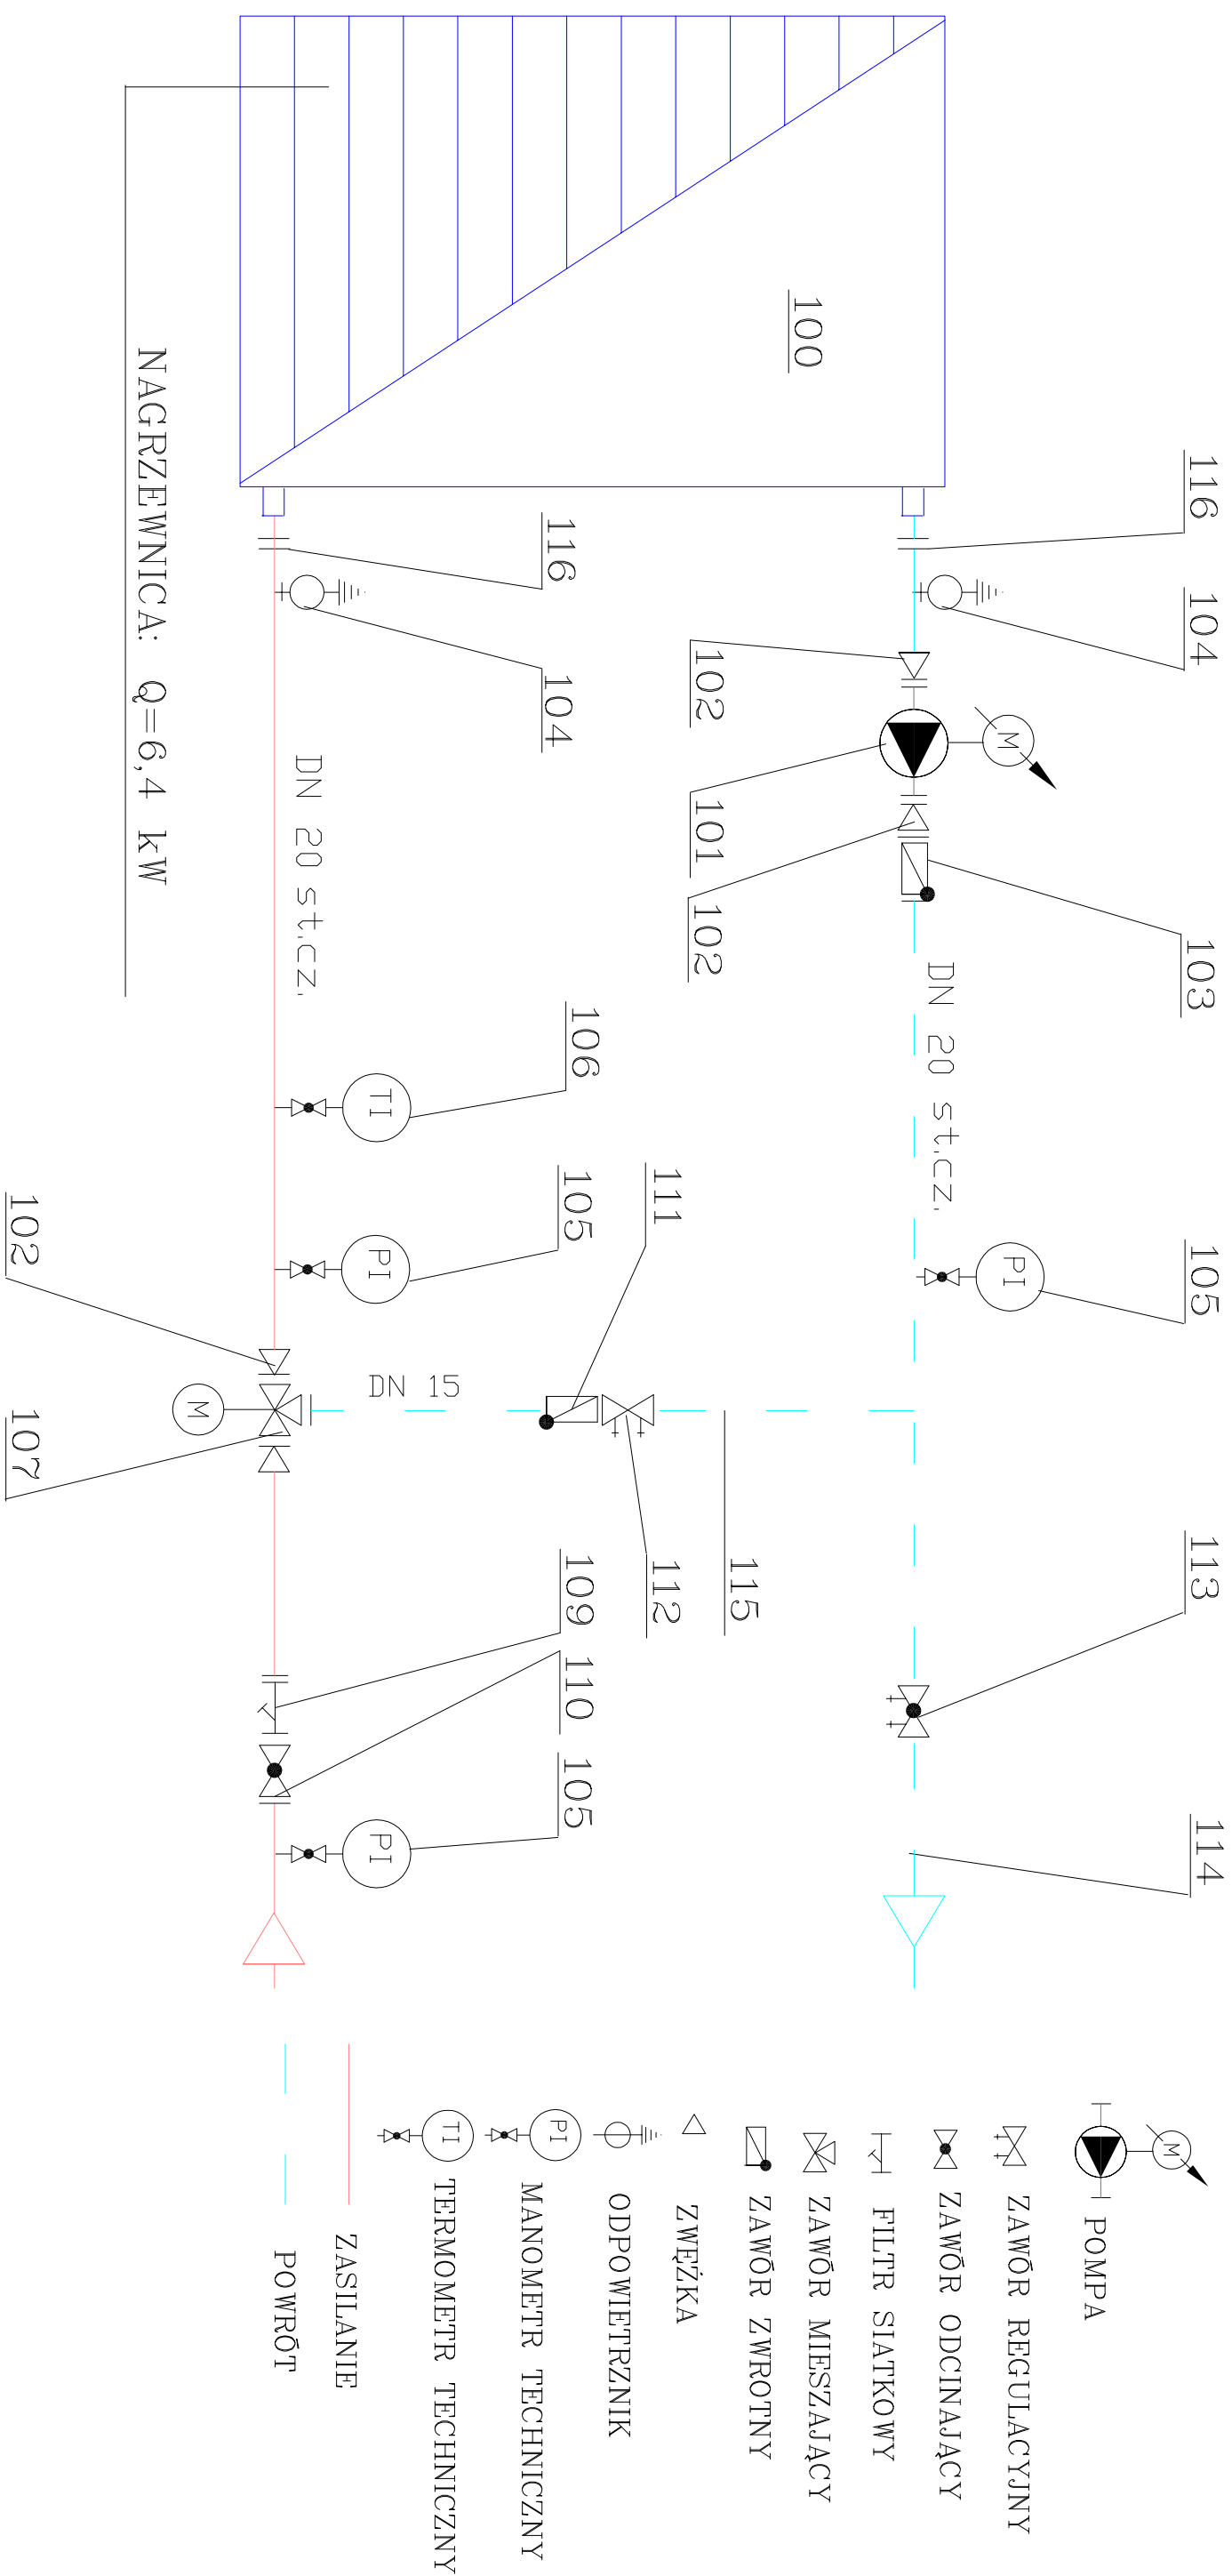 116
104
103
105
113
114
M
PI
DN 20 st.cz.
100
102
101
102
115
111
112
116
104
106
105
109
110
105
DN 15
TI
PI
PI
DN 20 st.cz.
M
NAGRZEWNICA: Q=6,4 kW
102
107
M
POMPA
ZAWÓR REGULACYJNY
ZAWÓR ODCINAJĄCY
FILTR SIATKOWY
ZAWÓR MIESZAJĄCY
ZAWÓR ZWROTNY
ZWĘŻKA
ODPOWIETRZNIK
PI MANOMETR TECHNICZNY
TI TERMOMETR TECHNICZNY
ZASILANIE
POWRÓT